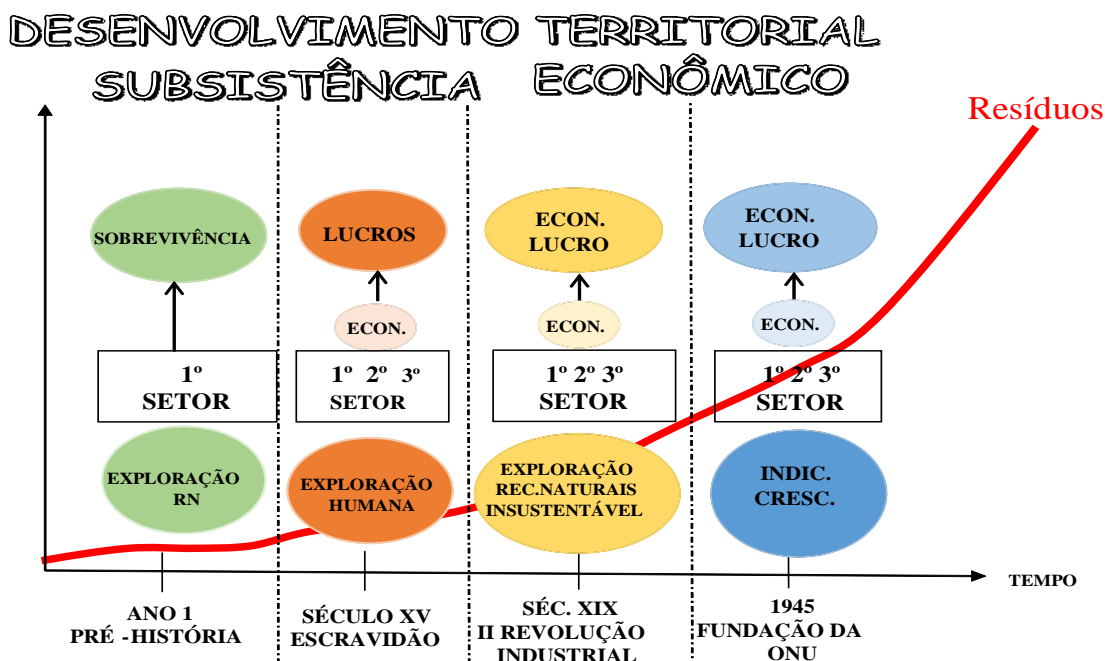 DESENVOLVIMENTO TERRITORIAL
SUBSISTÊNCIA ECONÔMICO
Resíduos
SOBREVIVÊNCIA
LUCROS
ECON.
LUCRO
ECON.
LUCRO
ECON.
ECON.
ECON.
1º
SETOR
1º 2º 3º
SETOR
1º 2º 3º
SETOR
1º 2º 3º
SETOR
EXPLORAÇÃO
RN
EXPLORAÇÃO
HUMANA
EXPLORAÇÃO
REC.NATURAIS
INSUSTENTÁVEL
INDIC.
CRESC.
TEMPO
ANO 1
PRÉ -HISTÓRIA
SÉCULO XV
ESCRAVIDÃO
SÉC. XIX
II REVOLUÇÃO
INDUSTRIAL
1945
FUNDAÇÃO DA
ONU